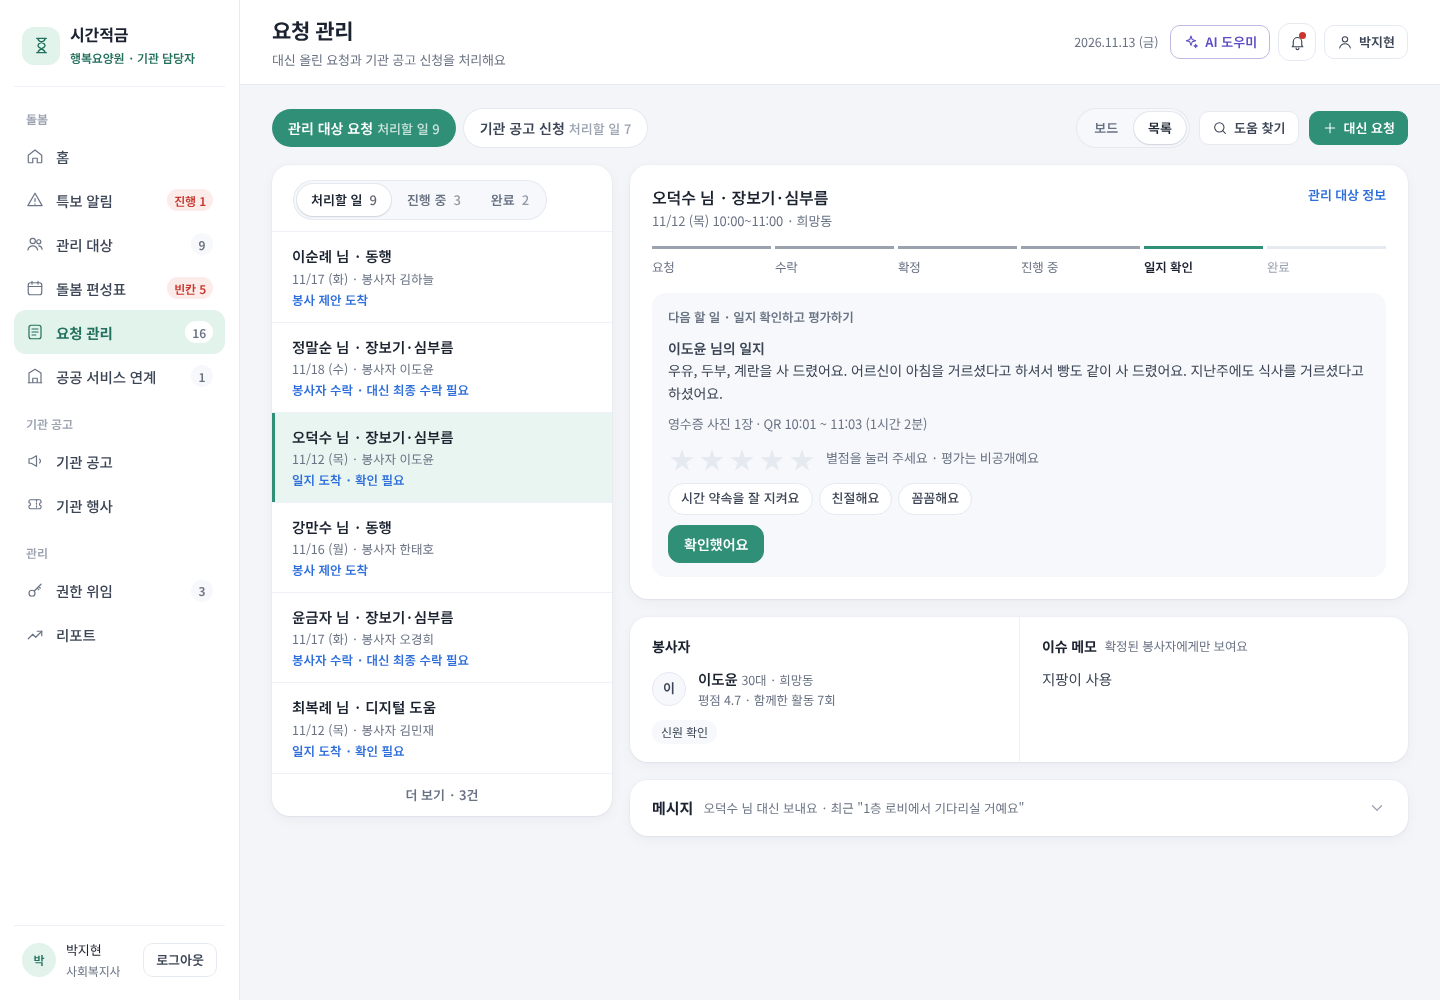 시간적금
행복요양원 · 기관 담당자
돌봄
홈
특보 알림 진행 1
관리 대상 9
돌봄 편성표 빈칸 5
요청 관리 16
공공 서비스 연계 1
기관 공고
기관 공고
기관 행사
관리
권한 위임 3
리포트
박
박지현
사회복지사
로그아웃
요청 관리
대신 올린 요청과 기관 공고 신청을 처리해요
2026.11.13 (금)
AI 도우미
박지현
관리 대상 요청 처리할 일 9
기관 공고 신청 처리할 일 7
보드
목록
도움 찾기
대신 요청
처리할 일 9
진행 중 3
완료 2
이순례 님 · 동행
11/17 (화) · 봉사자 김하늘
봉사 제안 도착
정말순 님 · 장보기·심부름
11/18 (수) · 봉사자 이도윤
봉사자 수락 · 대신 최종 수락 필요
오덕수 님 · 장보기·심부름
11/12 (목) · 봉사자 이도윤
일지 도착 · 확인 필요
강만수 님 · 동행
11/16 (월) · 봉사자 한태호
봉사 제안 도착
윤금자 님 · 장보기·심부름
11/17 (화) · 봉사자 오경희
봉사자 수락 · 대신 최종 수락 필요
최복례 님 · 디지털 도움
11/12 (목) · 봉사자 김민재
일지 도착 · 확인 필요
더 보기 · 3건
오덕수 님 · 장보기·심부름
관리 대상 정보
11/12 (목) 10:00~11:00 · 희망동
요청
수락
확정
진행 중
일지 확인
완료
다음 할 일 · 일지 확인하고 평가하기
이도윤 님의 일지
우유, 두부, 계란을 사 드렸어요. 어르신이 아침을 거르셨다고 하셔서 빵도 같이 사 드렸어요. 지난주에도 식사를 거르셨다고
하셨어요.
영수증 사진 1장 · QR 10:01 ~ 11:03 (1시간 2분)
별점을 눌러 주세요 · 평가는 비공개예요
시간 약속을 잘 지켜요
친절해요
꼼꼼해요
확인했어요
봉사자
이
이도윤 30대 · 희망동
평점 4.7 · 함께한 활동 7회
신원 확인
이슈 메모 확정된 봉사자에게만 보여요
지팡이 사용
메시지 오덕수 님 대신 보내요 · 최근 "1층 로비에서 기다리실 거예요"